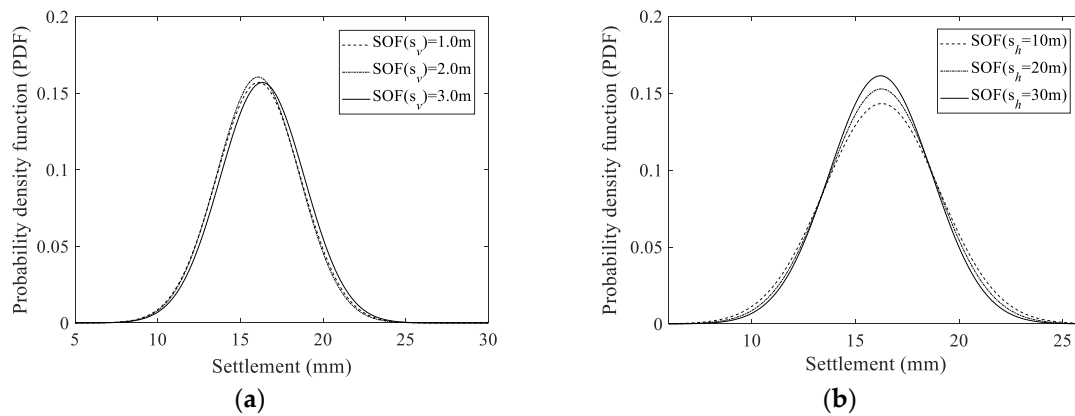 0.2
0.15
0.1
0.05
0
Probability density function (PDF)
SOF(s_v)=1.0m
SOF(s_v)=2.0m
SOF(s_v)=3.0m
5 10 15 20 25 30
Settlement (mm)
(a)
0.2
0.15
0.1
0.05
0
Probability density function (PDF)
SOF(s_h=10m)
SOF(s_h=20m)
SOF(s_h=30m)
10 15 20 25
Settlement (mm)
(b)